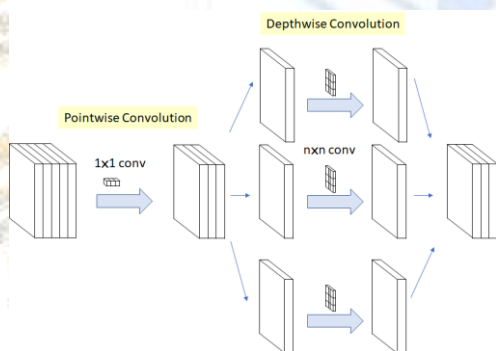 Depthwise Convolution
Pointwise Convolution
1x1 conv
nxn conv